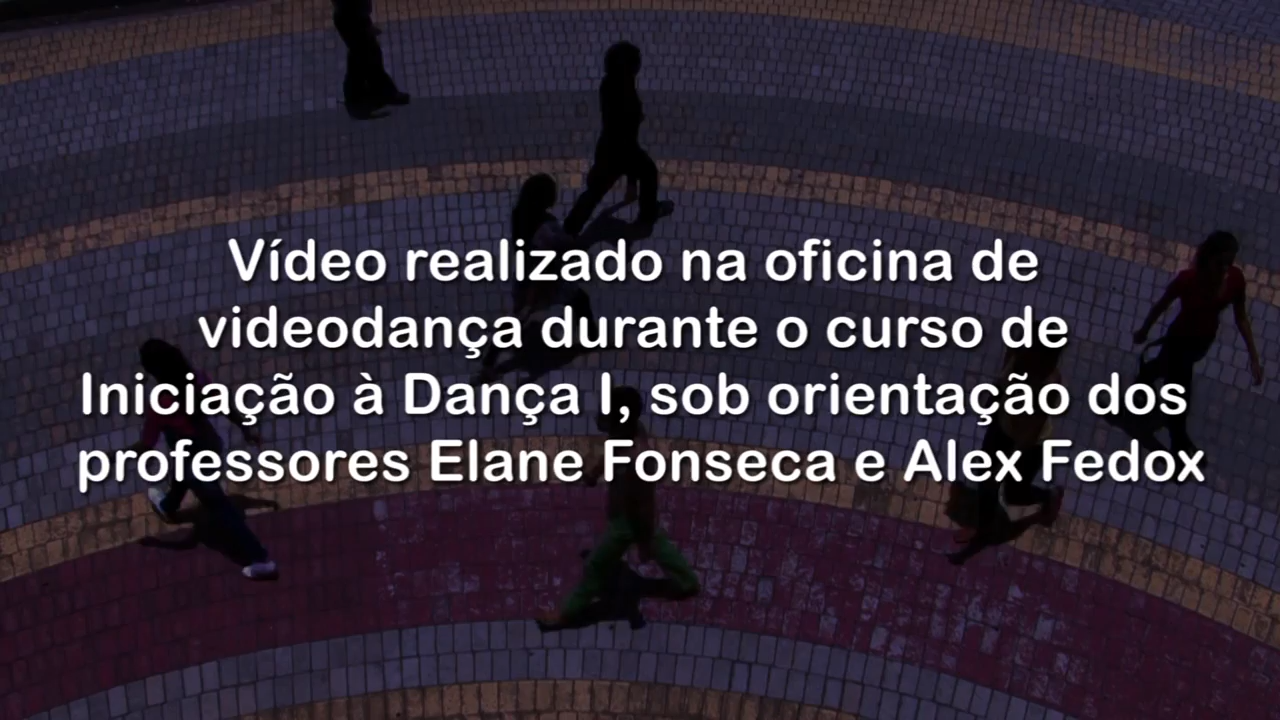 Vídeo realizado na oficina de
videodança durante o curso de
Iniciação à Dança I, sob orientação dos
professores Elane Fonseca e Alex Fedox